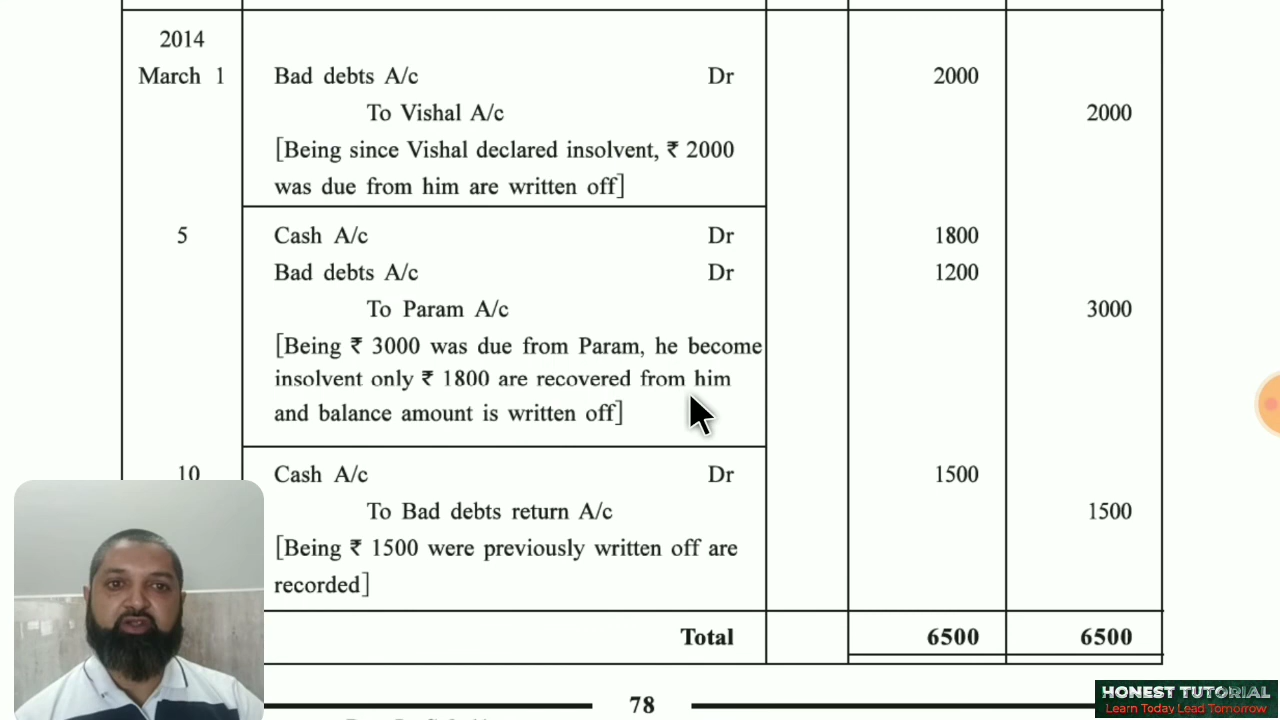 2014
March 1 Bad debts A/c Dr 2000
To Vishal A/c 2000
[Being since Vishal declared insolvent, ₹ 2000
was due from him are written off]
5 Cash A/c Dr 1800
Bad debts A/c Dr 1200
To Param A/c 3000
[Being ₹ 3000 was due from Param, he become
insolvent only ₹ 1800 are recovered from him
and balance amount is written off]
10 Cash A/c Dr 1500
To Bad debts return A/c 1500
[Being ₹ 1500 were previously written off are
recorded]
Total 6500 6500
78
HONEST TUTORIAL
Learn Today Lead Tomorrow